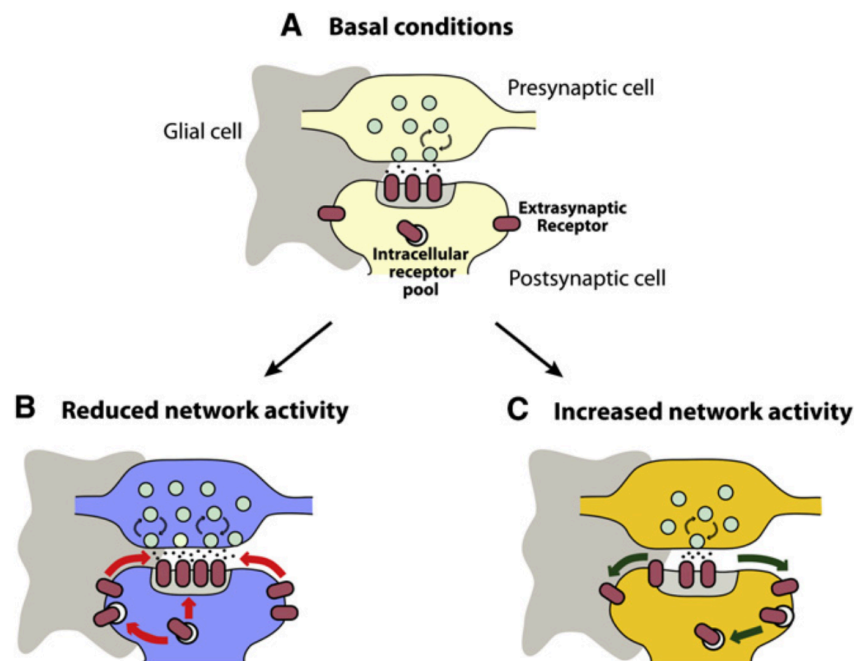 A Basal conditions
Presynaptic cell
Glial cell
Extrasynaptic
Receptor
Intracellular
receptor
pool
Postsynaptic cell
B Reduced network activity
C Increased network activity